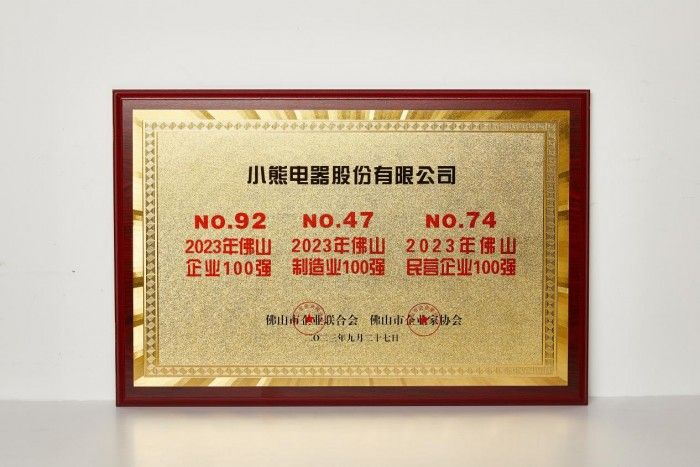 小熊电器股份有限公司
NO.92 NO.47 NO.74
2023年佛山 2023年佛山 2023年佛山
企业100强 制造业100强 民营企业100强
佛山市企业联合会 佛山市企业家协会
二〇二三年九月二十七日